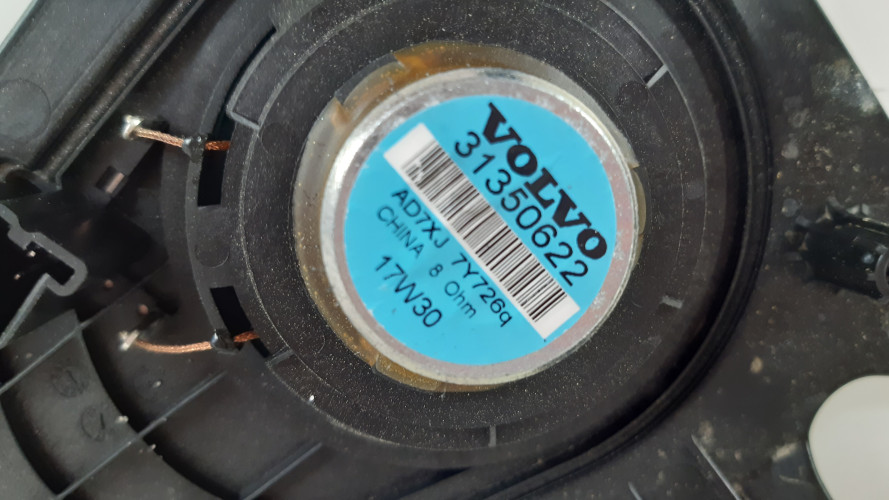 VOLVO
31350622
AD7XJ 7Y726q
CHINA 8 Ohm
17W30